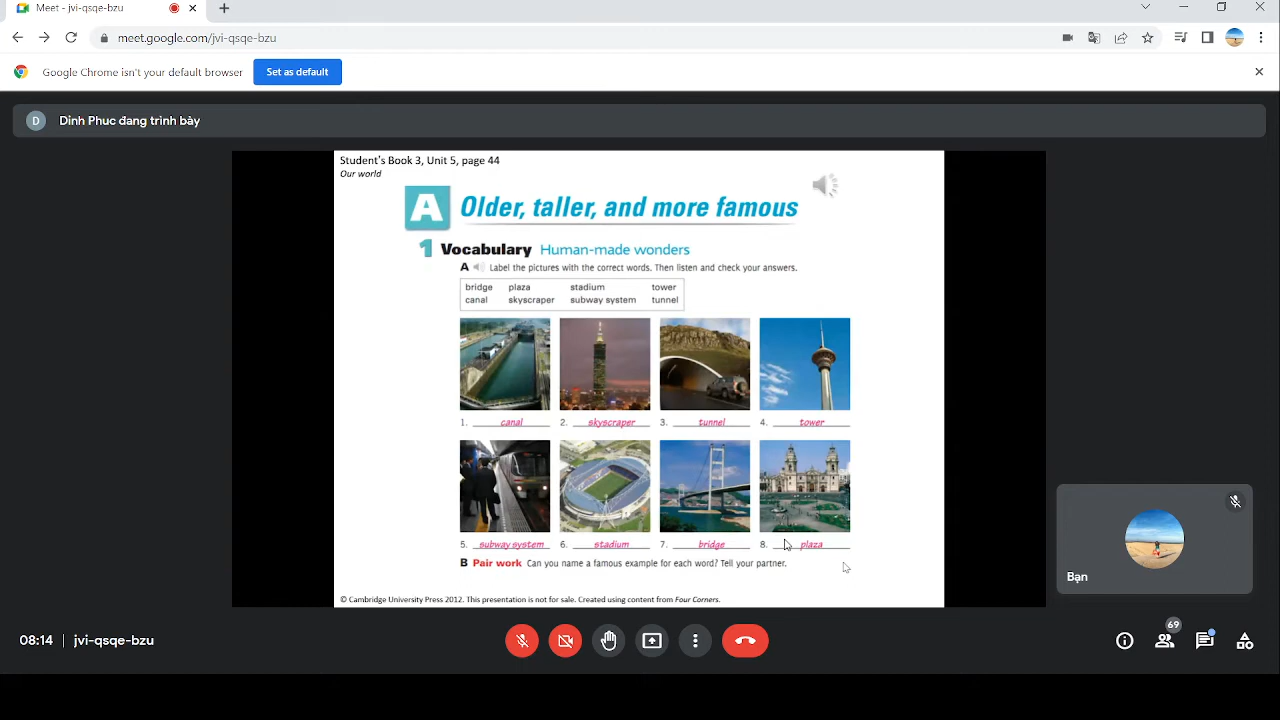 Meet - jvi-qsqe-bzu
meet.google.com/jvi-qsqe-bzu
Google Chrome isn't your default browser
Set as default
D
Dinh Phuc đang trình bày
Student's Book 3, Unit 5, page 44
Our world
A Older, taller, and more famous
1 Vocabulary Human-made wonders
A Label the pictures with the correct words. Then listen and check your answers.
bridge plaza stadium tower
canal skyscraper subway system tunnel
1. canal 2. skyscraper 3. tunnel 4. tower
5. subway system 6. stadium 7. bridge 8. plaza
B Pair work Can you name a famous example for each word? Tell your partner.
© Cambridge University Press 2012. This presentation is not for sale. Created using content from Four Corners.
Bạn
08:14 | jvi-qsqe-bzu
69